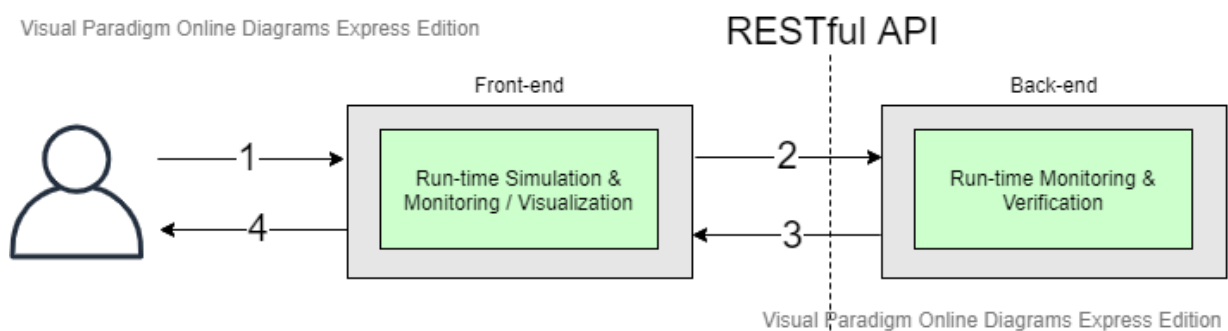 Visual Paradigm Online Diagrams Express Edition
RESTful API
Front-end
Back-end
1
2
Run-time Simulation &
Monitoring / Visualization
Run-time Monitoring &
Verification
4
3
Visual Paradigm Online Diagrams Express Edition